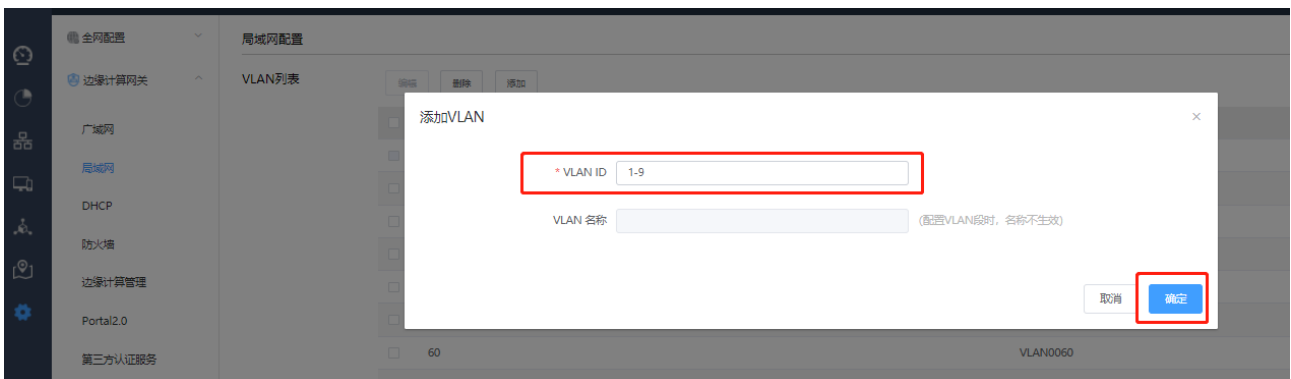 全网配置
局域网配置
边缘计算网关
VLAN列表
编辑 删除 添加
添加VLAN
广域网
局域网
* VLAN ID 1-9
DHCP
VLAN 名称 (配置VLAN段时，名称不生效)
防火墙
边缘计算管理
取消 确定
Portal2.0
60 VLAN0060
第三方认证服务